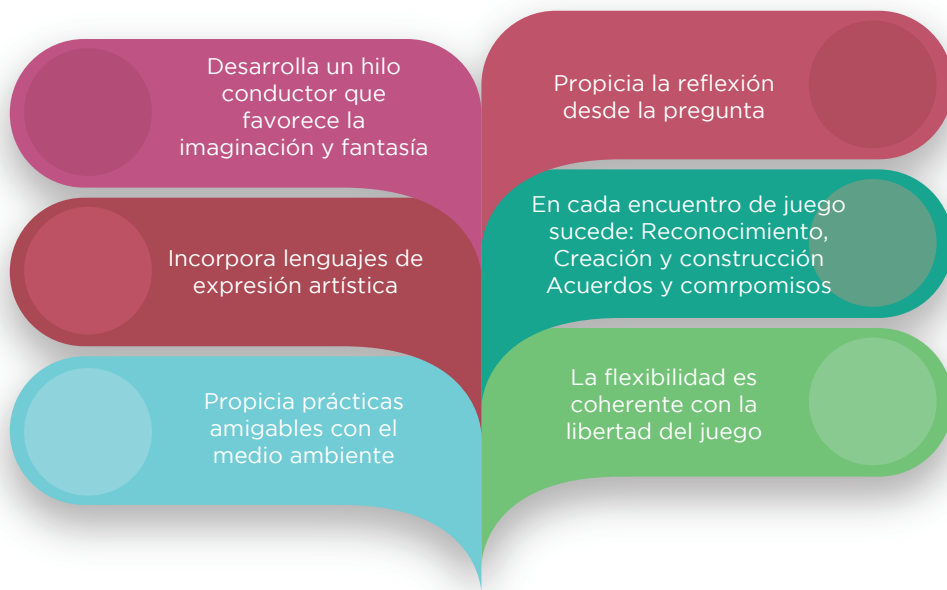 Desarrolla un hilo
conductor que
favorece la
imaginación y fantasía
Propicia la reflexión
desde la pregunta
Incorpora lenguajes de
expresión artística
En cada encuentro de juego
sucede: Reconocimiento,
Creación y construcción
Acuerdos y comrpomisos
Propicia prácticas
amigables con el
medio ambiente
La flexibilidad es
coherente con la
libertad del juego